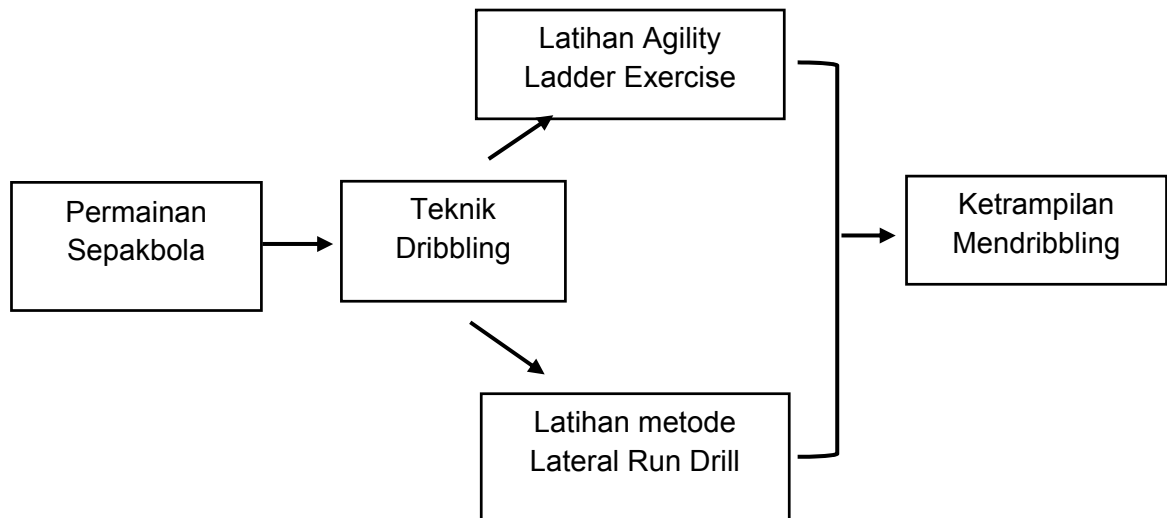 Latihan Agility
Ladder Exercise
Permainan
Sepakbola
Teknik
Dribbling
Ketrampilan
Mendribbling
Latihan metode
Lateral Run Drill